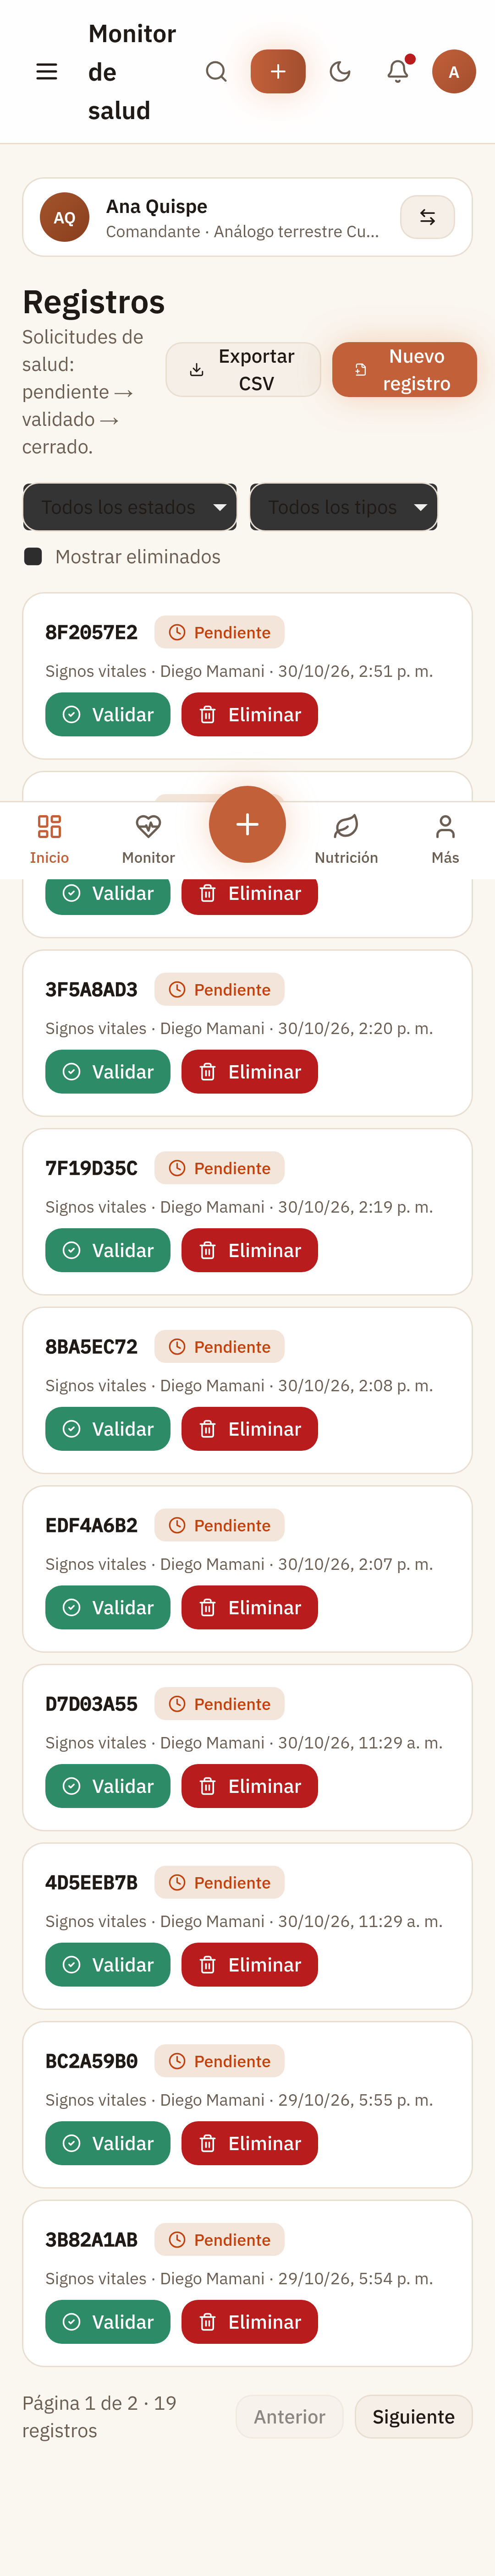 Monitor
de
salud
A
AQ
Ana Quispe
Comandante · Análogo terrestre Cu...
Registros
Solicitudes de
salud:
pendiente →
validado →
cerrado.
Exportar
CSV
Nuevo
registro
Todos los estados
Todos los tipos
Mostrar eliminados
8F2057E2 Pendiente
Signos vitales · Diego Mamani · 30/10/26, 2:51 p. m.
Validar Eliminar
Inicio Monitor Nutrición Más
Validar Eliminar
3F5A8AD3 Pendiente
Signos vitales · Diego Mamani · 30/10/26, 2:20 p. m.
Validar Eliminar
7F19D35C Pendiente
Signos vitales · Diego Mamani · 30/10/26, 2:19 p. m.
Validar Eliminar
8BA5EC72 Pendiente
Signos vitales · Diego Mamani · 30/10/26, 2:08 p. m.
Validar Eliminar
EDF4A6B2 Pendiente
Signos vitales · Diego Mamani · 30/10/26, 2:07 p. m.
Validar Eliminar
D7D03A55 Pendiente
Signos vitales · Diego Mamani · 30/10/26, 11:29 a. m.
Validar Eliminar
4D5EEB7B Pendiente
Signos vitales · Diego Mamani · 30/10/26, 11:29 a. m.
Validar Eliminar
BC2A59B0 Pendiente
Signos vitales · Diego Mamani · 29/10/26, 5:55 p. m.
Validar Eliminar
3B82A1AB Pendiente
Signos vitales · Diego Mamani · 29/10/26, 5:54 p. m.
Validar Eliminar
Página 1 de 2 · 19
registros
Anterior Siguiente